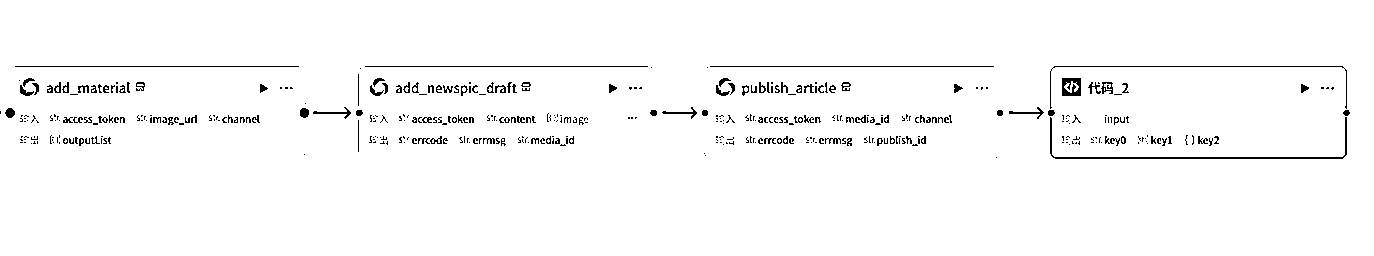 add_material
输入 str. access_token str. image_url str. channel
输出 outputList
add_newspic_draft
输入 str. access_token str. content image ...
输出 str. errcode str. errmsg str. media_id
publish_article
输入 str. access_token str. media_id str. channel
输出 str. errcode str. errmsg str. publish_id
代码_2
输入 input
输出 str. key0 key1 {} key2